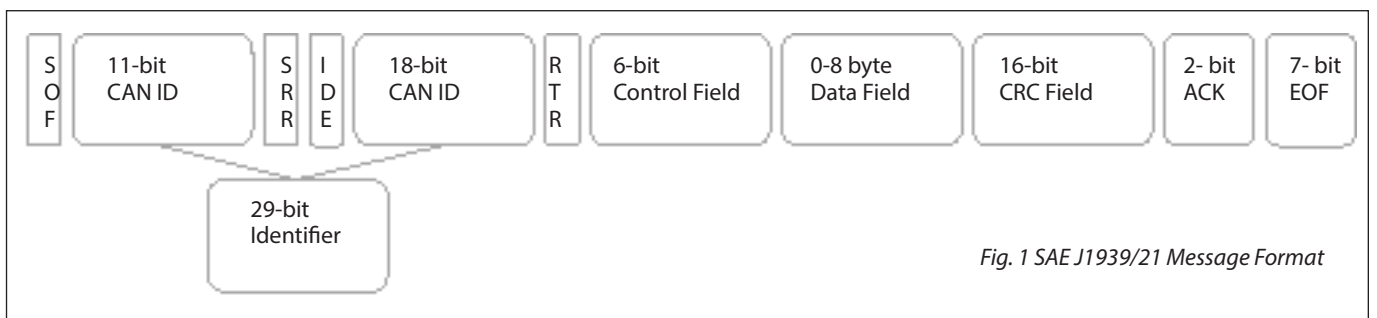 S O F
11-bit
CAN ID
S R R
I D E
18-bit
CAN ID
R T R
6-bit
Control Field
0-8 byte
Data Field
16-bit
CRC Field
2- bit
ACK
7- bit
EOF
29-bit
Identifier
Fig. 1 SAE J1939/21 Message Format